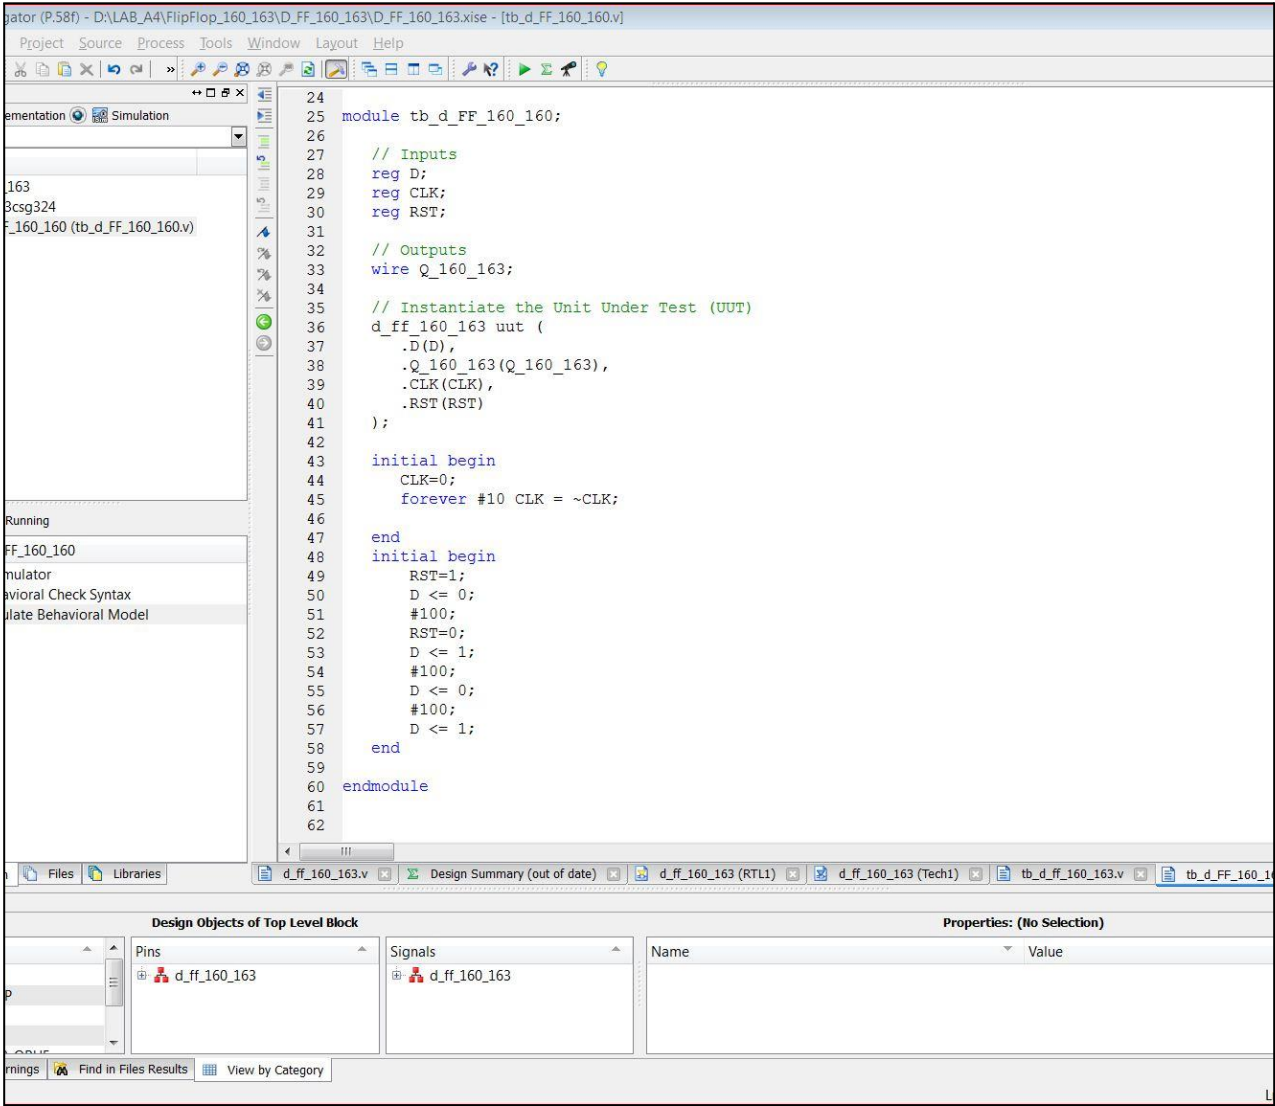 gator (P.58f) - D:\LAB_A4\FlipFlop_160_163\D_FF_160_163\D_FF_160_163.xise - [tb_d_FF_160_160.v]
Project Source Process Tools Window Layout Help
ementation Simulation
_163
3csg324
F_160_160 (tb_d_FF_160_160.v)
Running
FF_160_160
mulator
avioral Check Syntax
ulate Behavioral Model
24
25 module tb_d_FF_160_160;
26
27 // Inputs
28 reg D;
29 reg CLK;
30 reg RST;
31
32 // Outputs
33 wire Q_160_163;
34
35 // Instantiate the Unit Under Test (UUT)
36 d_ff_160_163 uut (
37 .D(D),
38 .Q_160_163(Q_160_163),
39 .CLK(CLK),
40 .RST(RST)
41 );
42
43 initial begin
44 CLK=0;
45 forever #10 CLK = ~CLK;
46
47 end
48 initial begin
49 RST=1;
50 D <= 0;
51 #100;
52 RST=0;
53 D <= 1;
54 #100;
55 D <= 0;
56 #100;
57 D <= 1;
58 end
59
60 endmodule
61
62
Files Libraries
d_ff_160_163.v Design Summary (out of date) d_ff_160_163 (RTL1) d_ff_160_163 (Tech1) tb_d_ff_160_163.v tb_d_FF_160_1
Design Objects of Top Level Block Properties: (No Selection)
Pins Signals Name Value
d_ff_160_163 d_ff_160_163
rnings Find in Files Results View by Category